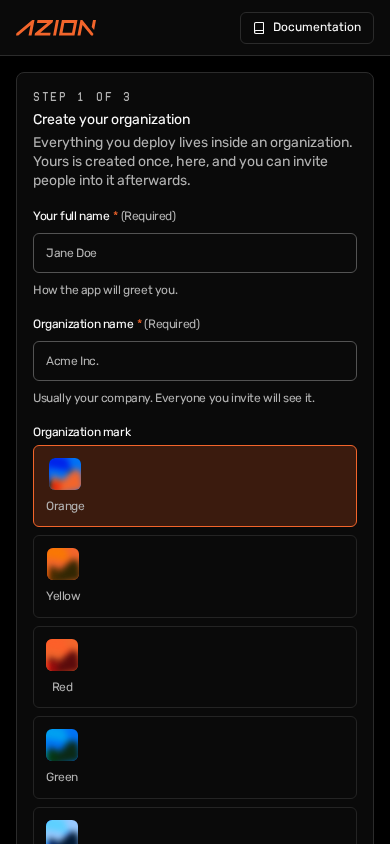 AZION
Documentation
STEP 1 OF 3
Create your organization
Everything you deploy lives inside an organization.
Yours is created once, here, and you can invite
people into it afterwards.
Your full name * (Required)
Jane Doe
How the app will greet you.
Organization name * (Required)
Acme Inc.
Usually your company. Everyone you invite will see it.
Organization mark
Orange
Yellow
Red
Green